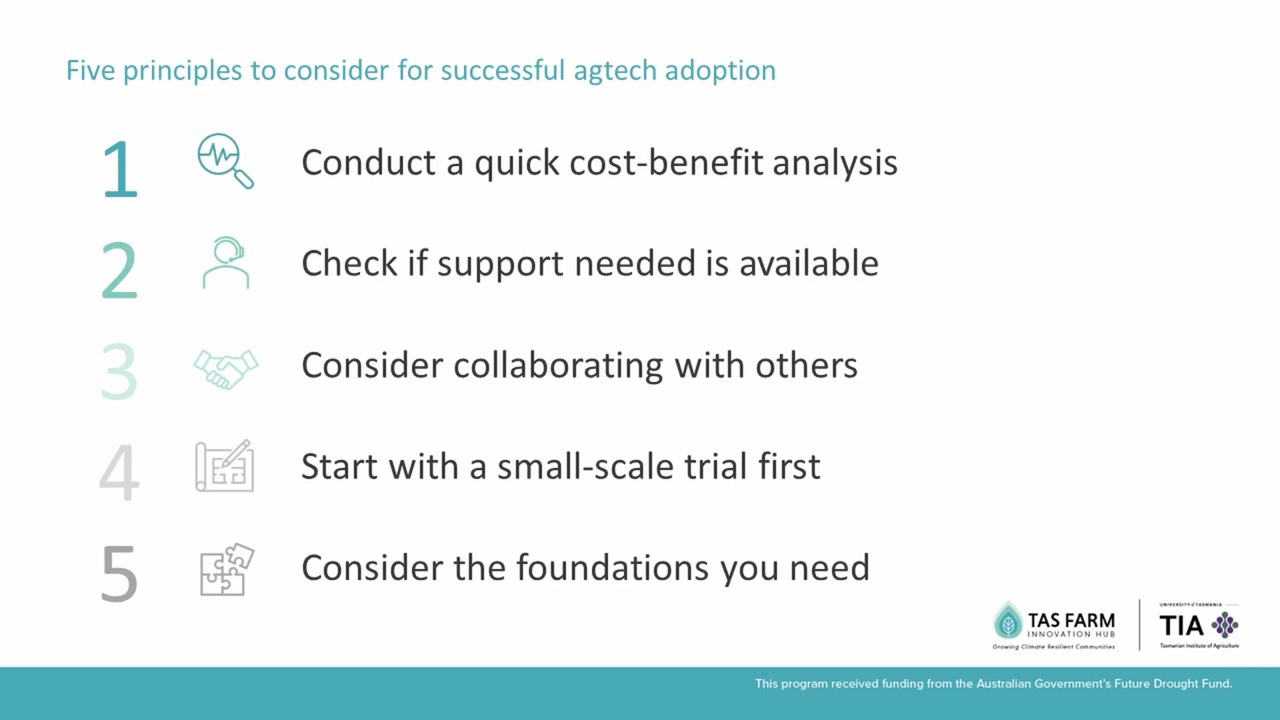 Five principles to consider for successful agtech adoption
1 Conduct a quick cost-benefit analysis
2 Check if support needed is available
3 Consider collaborating with others
4 Start with a small-scale trial first
5 Consider the foundations you need
TAS FARM
INNOVATION HUB
Growing Climate Resilient Communities
UNIVERSITY of TASMANIA
TIA
Tasmanian Institute of Agriculture
This program received funding from the Australian Government's Future Drought Fund.